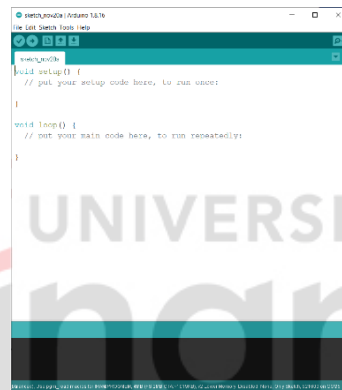 sketch_nov20a | Arduino 1.8.16
File Edit Sketch Tools Help
sketch_nov20a
void setup() {
// put your setup code here, to run once:
}
void loop() {
// put your main code here, to run repeatedly:
}
UNIVERSI